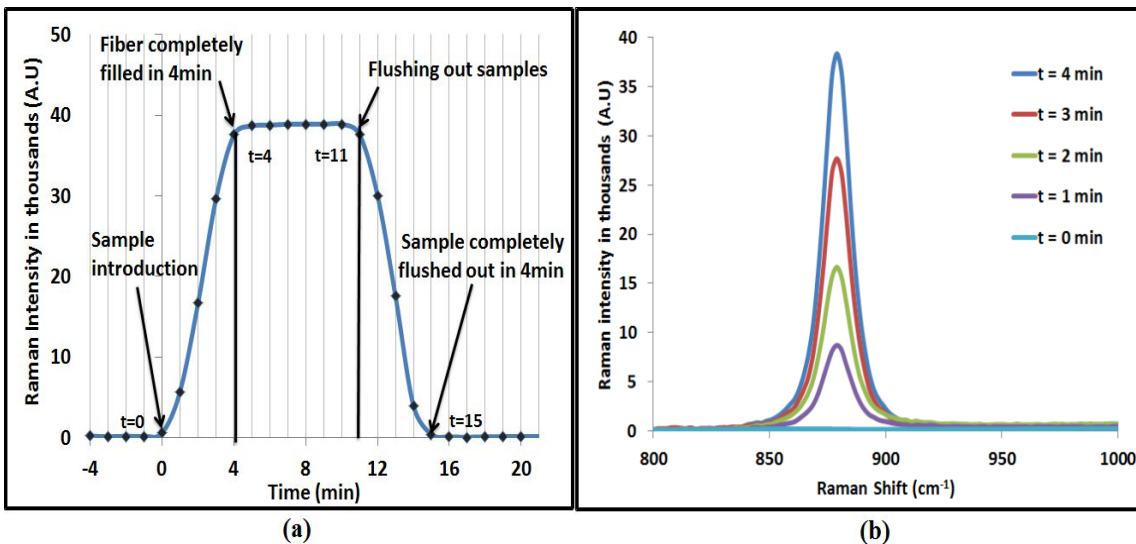 50
40
30
20
10
0
Raman Intensity in thousands (A.U)
Fiber completely
filled in 4min
Flushing out samples
t=4
t=11
Sample
introduction
Sample completely
flushed out in 4min
t=0
t=15
-4
0
4
8
12
16
20
Time (min)
(a)
40
35
30
25
20
15
10
5
0
Raman intensity in thousands (A.U)
t = 4 min
t = 3 min
t = 2 min
t = 1 min
t = 0 min
800
850
900
950
1000
Raman Shift (cm⁻¹)
(b)